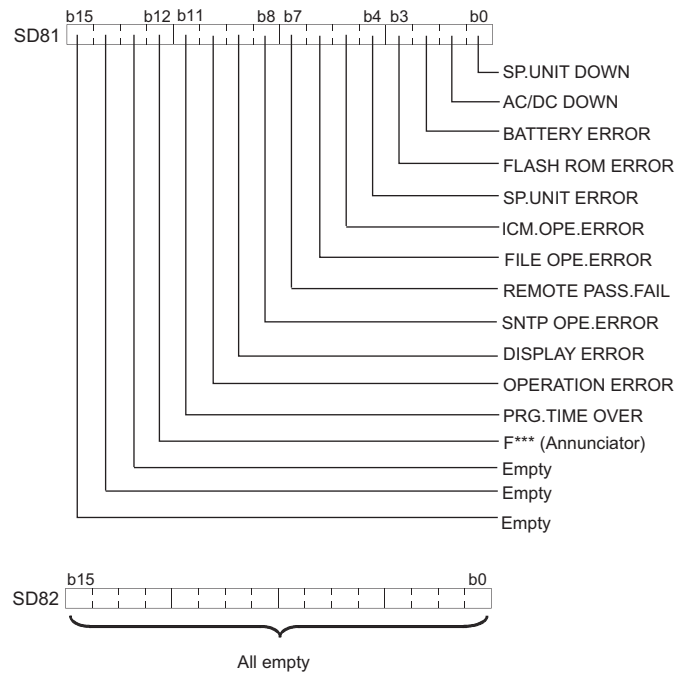 b15 b12 b11 b8 b7 b4 b3 b0
SD81
SP.UNIT DOWN
AC/DC DOWN
BATTERY ERROR
FLASH ROM ERROR
SP.UNIT ERROR
ICM.OPE.ERROR
FILE OPE.ERROR
REMOTE PASS.FAIL
SNTP OPE.ERROR
DISPLAY ERROR
OPERATION ERROR
PRG.TIME OVER
F*** (Annunciator)
Empty
Empty
Empty
b15 b0
SD82
All empty